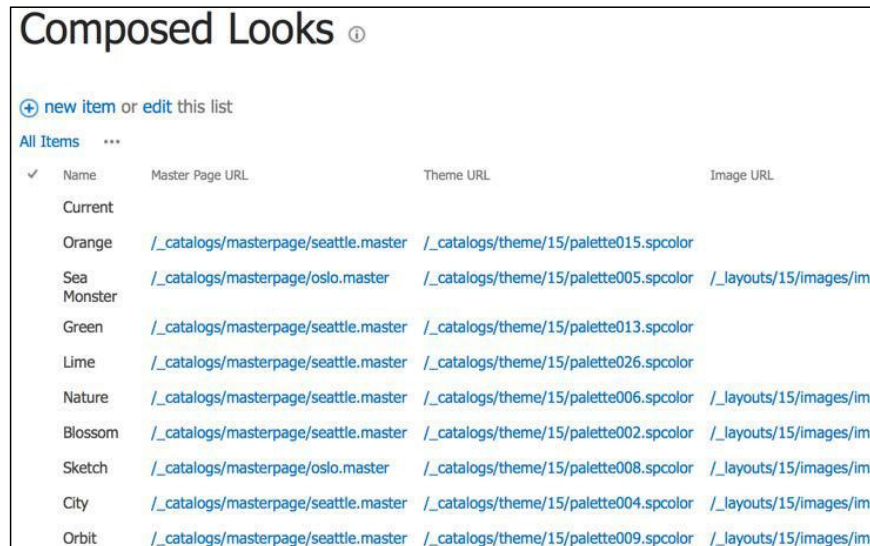 Composed Looks
new item or edit this list
All Items ...
Name Master Page URL Theme URL Image URL
Current
Orange /_catalogs/masterpage/seattle.master /_catalogs/theme/15/palette015.spcolor
Sea /_catalogs/masterpage/oslo.master /_catalogs/theme/15/palette005.spcolor /_layouts/15/images/im
Monster
Green /_catalogs/masterpage/seattle.master /_catalogs/theme/15/palette013.spcolor
Lime /_catalogs/masterpage/seattle.master /_catalogs/theme/15/palette026.spcolor
Nature /_catalogs/masterpage/seattle.master /_catalogs/theme/15/palette006.spcolor /_layouts/15/images/im
Blossom /_catalogs/masterpage/seattle.master /_catalogs/theme/15/palette002.spcolor /_layouts/15/images/im
Sketch /_catalogs/masterpage/oslo.master /_catalogs/theme/15/palette008.spcolor /_layouts/15/images/im
City /_catalogs/masterpage/seattle.master /_catalogs/theme/15/palette004.spcolor /_layouts/15/images/im
Orbit /_catalogs/masterpage/seattle.master /_catalogs/theme/15/palette009.spcolor /_layouts/15/images/im